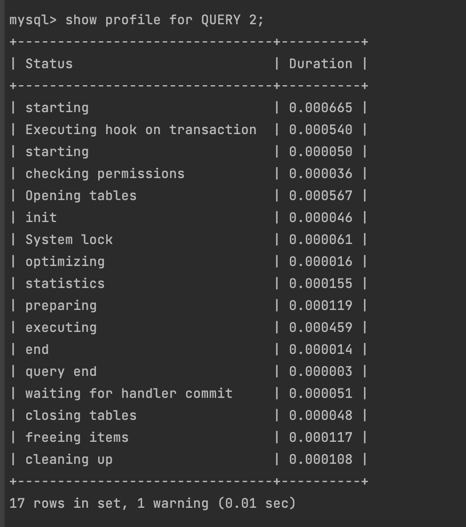 mysql> show profile for QUERY 2;
+--------------------------------+----------+
| Status                         | Duration |
+--------------------------------+----------+
| starting                       | 0.000665 |
| Executing hook on transaction  | 0.000540 |
| starting                       | 0.000050 |
| checking permissions           | 0.000036 |
| Opening tables                 | 0.000567 |
| init                           | 0.000046 |
| System lock                    | 0.000061 |
| optimizing                     | 0.000016 |
| statistics                     | 0.000155 |
| preparing                      | 0.000119 |
| executing                      | 0.000459 |
| end                            | 0.000014 |
| query end                      | 0.000003 |
| waiting for handler commit     | 0.000051 |
| closing tables                 | 0.000048 |
| freeing items                  | 0.000117 |
| cleaning up                    | 0.000108 |
+--------------------------------+----------+
17 rows in set, 1 warning (0.01 sec)